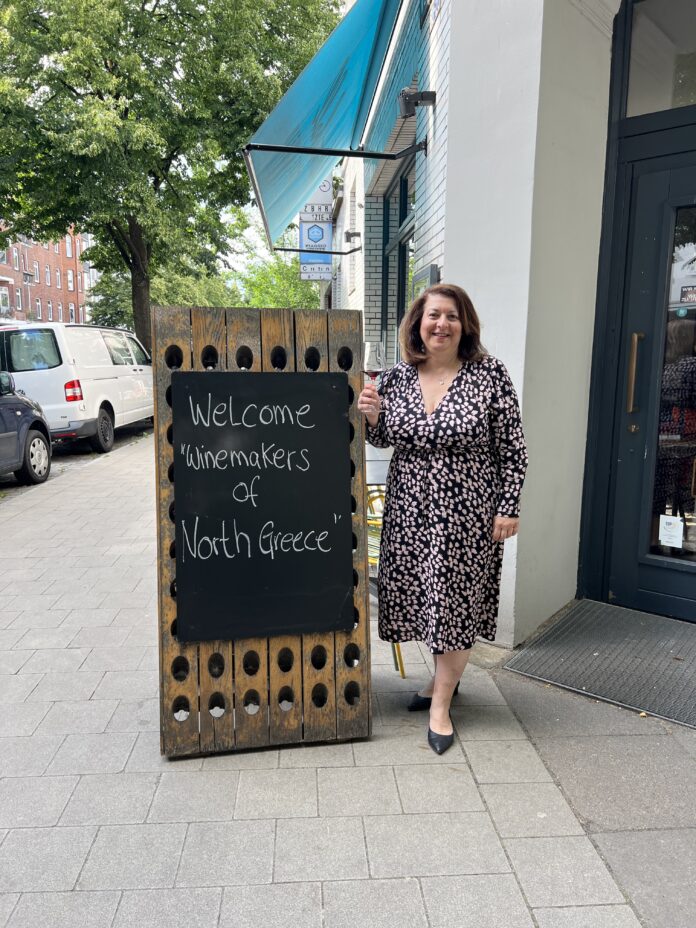 Welcome
"Winemakers
of
North Greece"